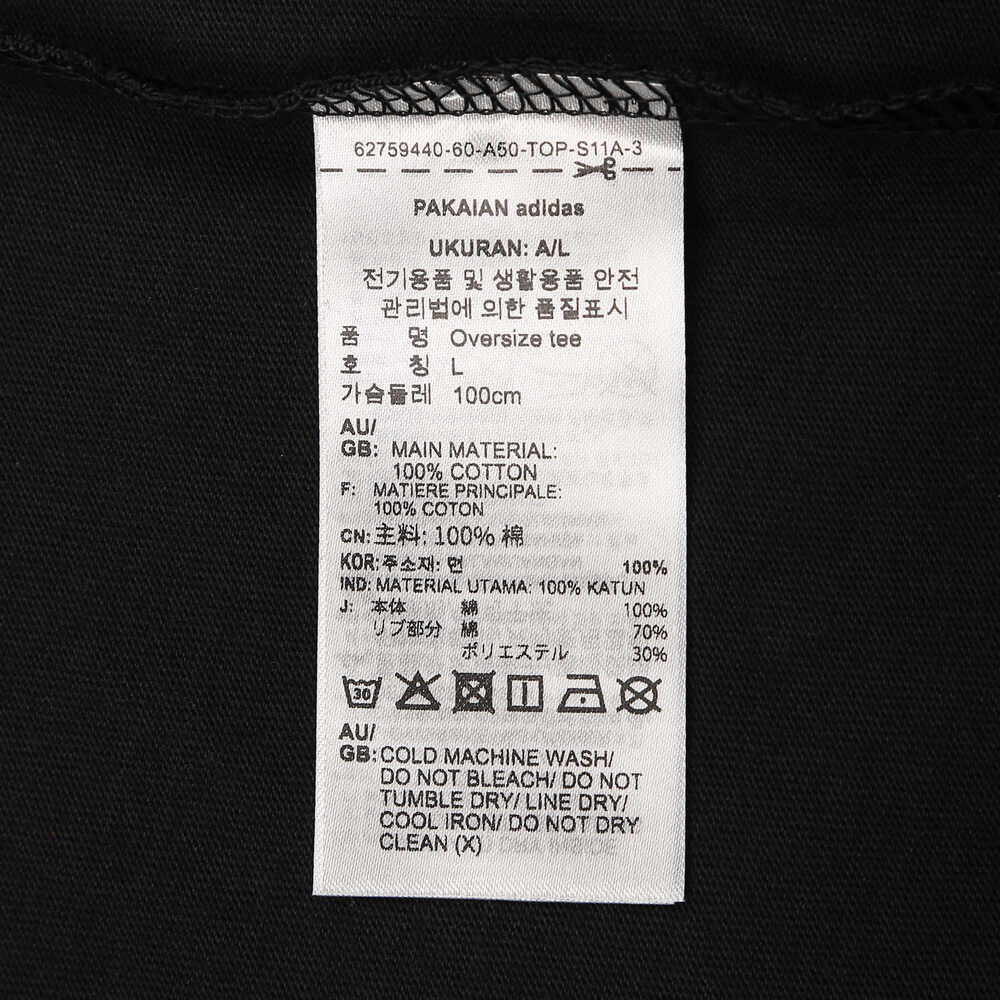 62759440-60-A50-TOP-S11A-3
PAKAIAN adidas
UKURAN: A/L
전기용품 및 생활용품 안전
관리법에 의한 품질표시
품 명 Oversize tee
호 칭 L
가슴둘레 100cm
AU/
GB: MAIN MATERIAL:
100% COTTON
F: MATIERE PRINCIPALE:
100% COTON
CN: 主料: 100% 棉
KOR: 주소재: 면 100%
IND: MATERIAL UTAMA: 100% KATUN
J: 本体 綿 100%
リブ部分 綿 70%
ポリエステル 30%
30
AU/
GB: COLD MACHINE WASH/
DO NOT BLEACH/ DO NOT
TUMBLE DRY/ LINE DRY/
COOL IRON/ DO NOT DRY
CLEAN (X)